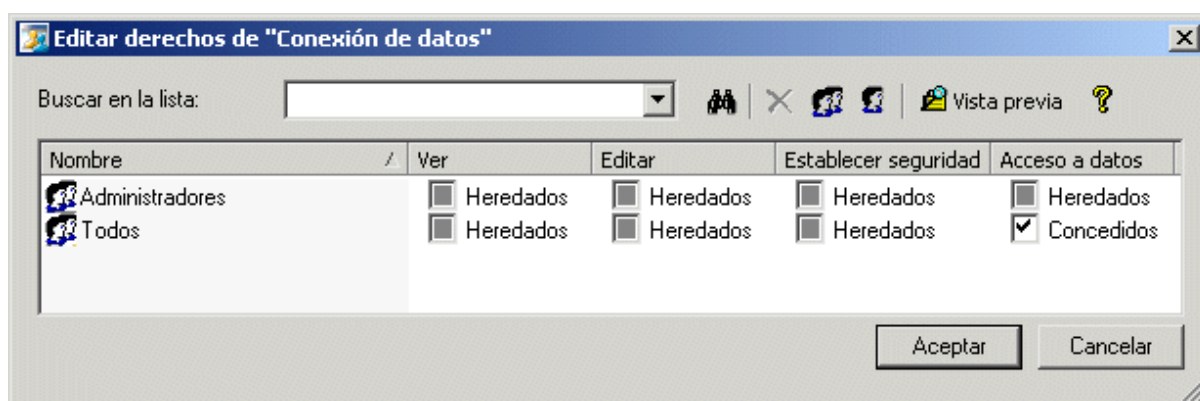 Editar derechos de "Conexión de datos"
Buscar en la lista:
Vista previa
Nombre Ver Editar Establecer seguridad Acceso a datos
Administradores Heredados Heredados Heredados Heredados
Todos Heredados Heredados Heredados Concedidos
Aceptar Cancelar